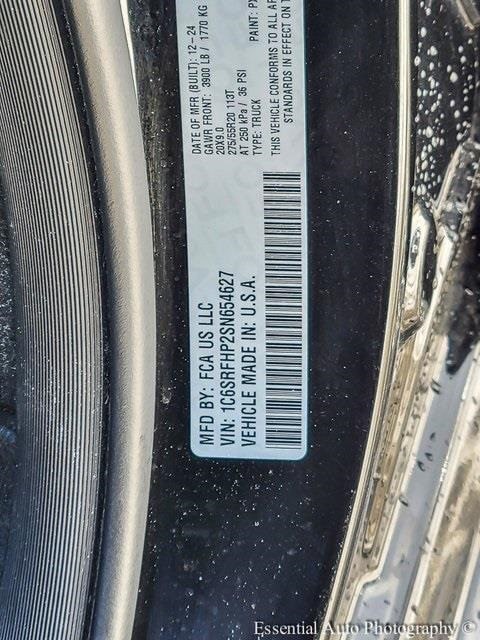 MFD BY: FCA US LLC
VIN: 1C6SRFHP2SN654627
VEHICLE MADE IN: U.S.A.
DATE OF MFR (BUILT): 12-24
GAWR FRONT: 3900 LB / 1770 KG
20X9.0
275/55R20 113T
AT 250 kPa / 36 PSI
TYPE: TRUCK
PAINT:
THIS VEHICLE CONFORMS TO ALL
STANDARDS IN EFFECT ON
Essential Auto Photography ©